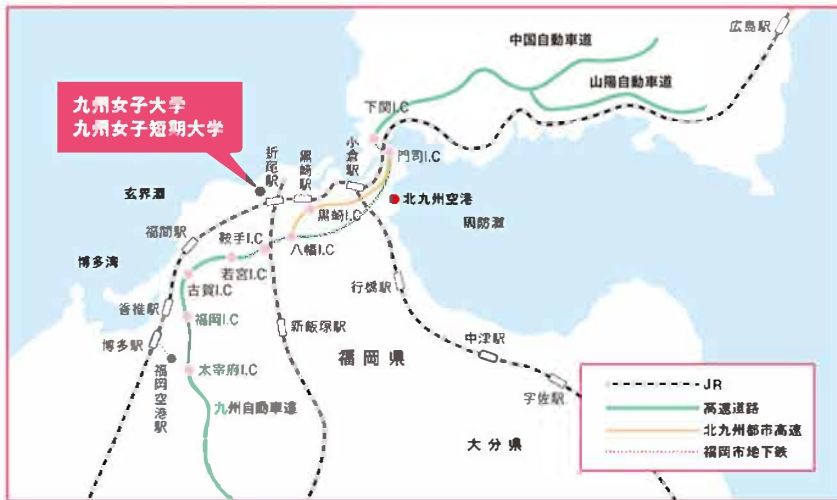 広島駅
中国自動車道
山陽自動車道
九州女子大学
九州女子短期大学
下関I.C
門司I.C
小倉駅
黒崎駅
折尾駅
北九州空港
玄界灘
周防灘
黒崎I.C
福間駅
鞍手I.C
八幡I.C
博多湾
若宮I.C
古賀I.C
行橋駅
香椎駅
福岡I.C
新飯塚駅
博多駅
福岡県
中津駅
太宰府I.C
福岡空港駅
宇佐駅
九州自動車道
大分県
JR
高速道路
北九州都市高速
福岡市地下鉄